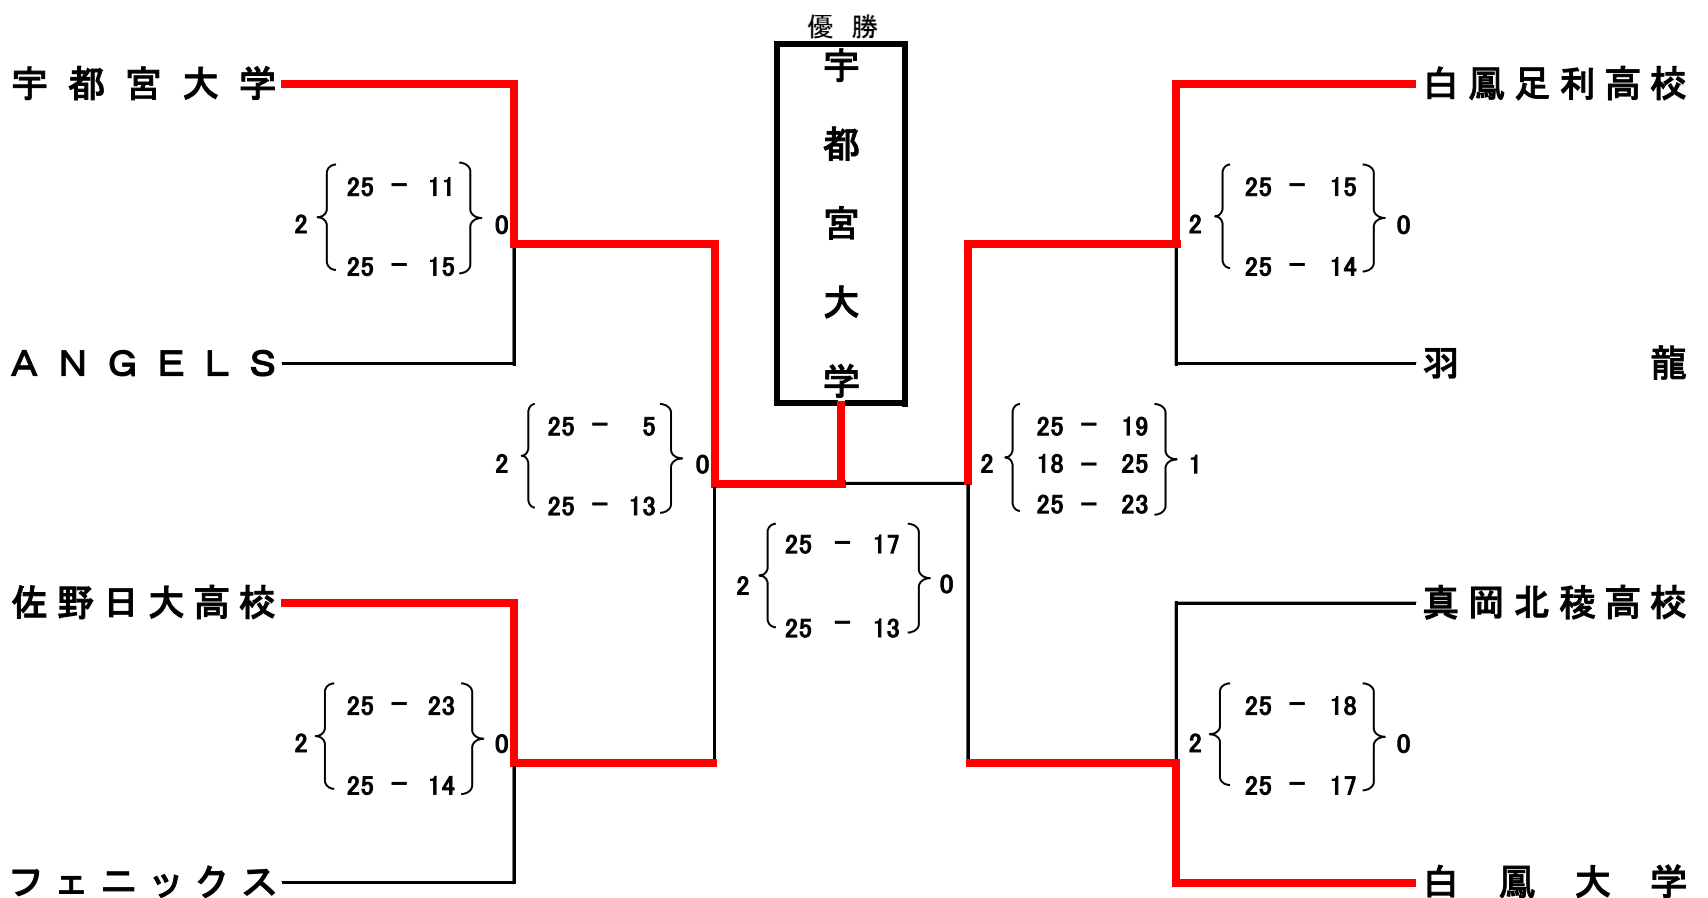 優 勝
宇都宮大学
宇都宮大学
25 － 11
2 0
25 － 15
ＡＮＧＥＬＳ
25 － 5
2 0
25 － 13
佐野日大高校
25 － 23
2 0
25 － 14
フェニックス
25 － 17
2 0
25 － 13
白鳳足利高校
25 － 15
2 0
25 － 14
羽 龍
25 － 19
2 18 － 25 1
25 － 23
真岡北稜高校
25 － 18
2 0
25 － 17
白鳳大学